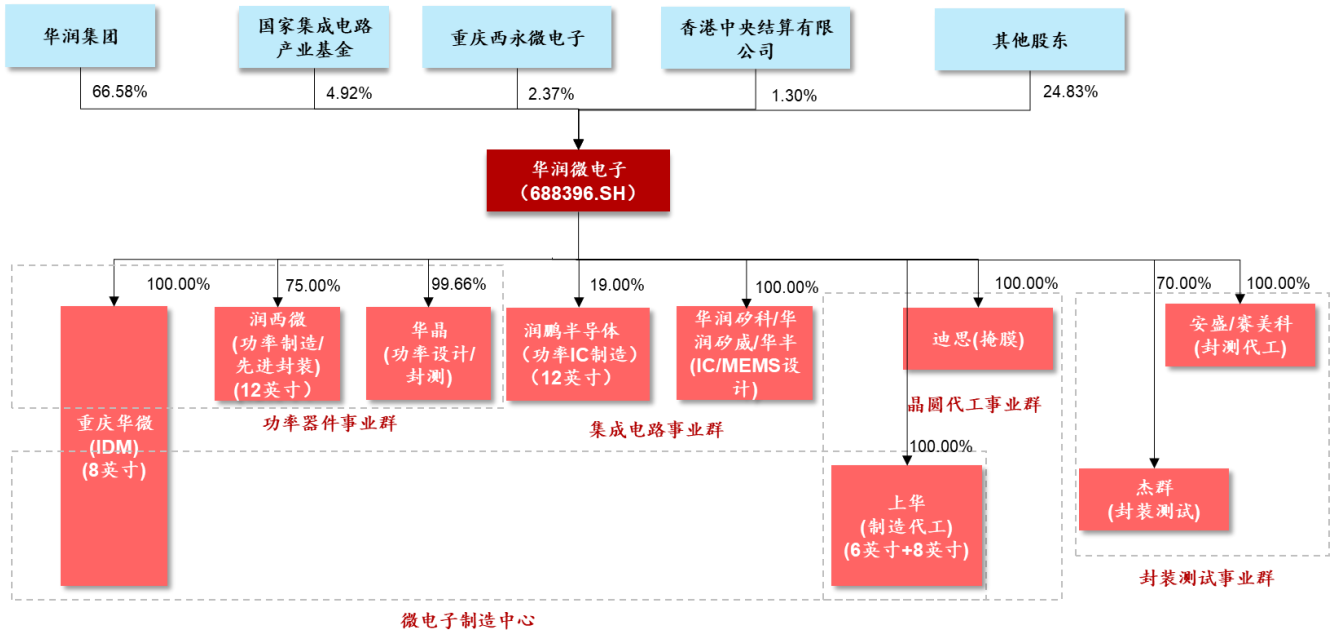 华润集团
国家集成电路
产业基金
重庆西永微电子
香港中央结算有限
公司
其他股东
66.58%
4.92%
2.37%
1.30%
24.83%
华润微电子
（688396.SH）
100.00%
75.00%
99.66%
19.00%
100.00%
100.00%
70.00%
100.00%
重庆华微
(IDM)
(8英寸)
润西微
(功率制造/
先进封装)
(12英寸）
华晶
(功率设计/
封测)
润鹏半导体
（功率IC制造）
（12英寸）
华润矽科/华
润矽威/华丰
(IC/MEMS设
计)
迪思(掩膜)
安盛/赛美科
(封测代工)
功率器件事业群
集成电路事业群
晶圆代工事业群
100.00%
上华
(制造代工)
(6英寸+8英寸)
杰群
(封装测试)
封装测试事业群
微电子制造中心